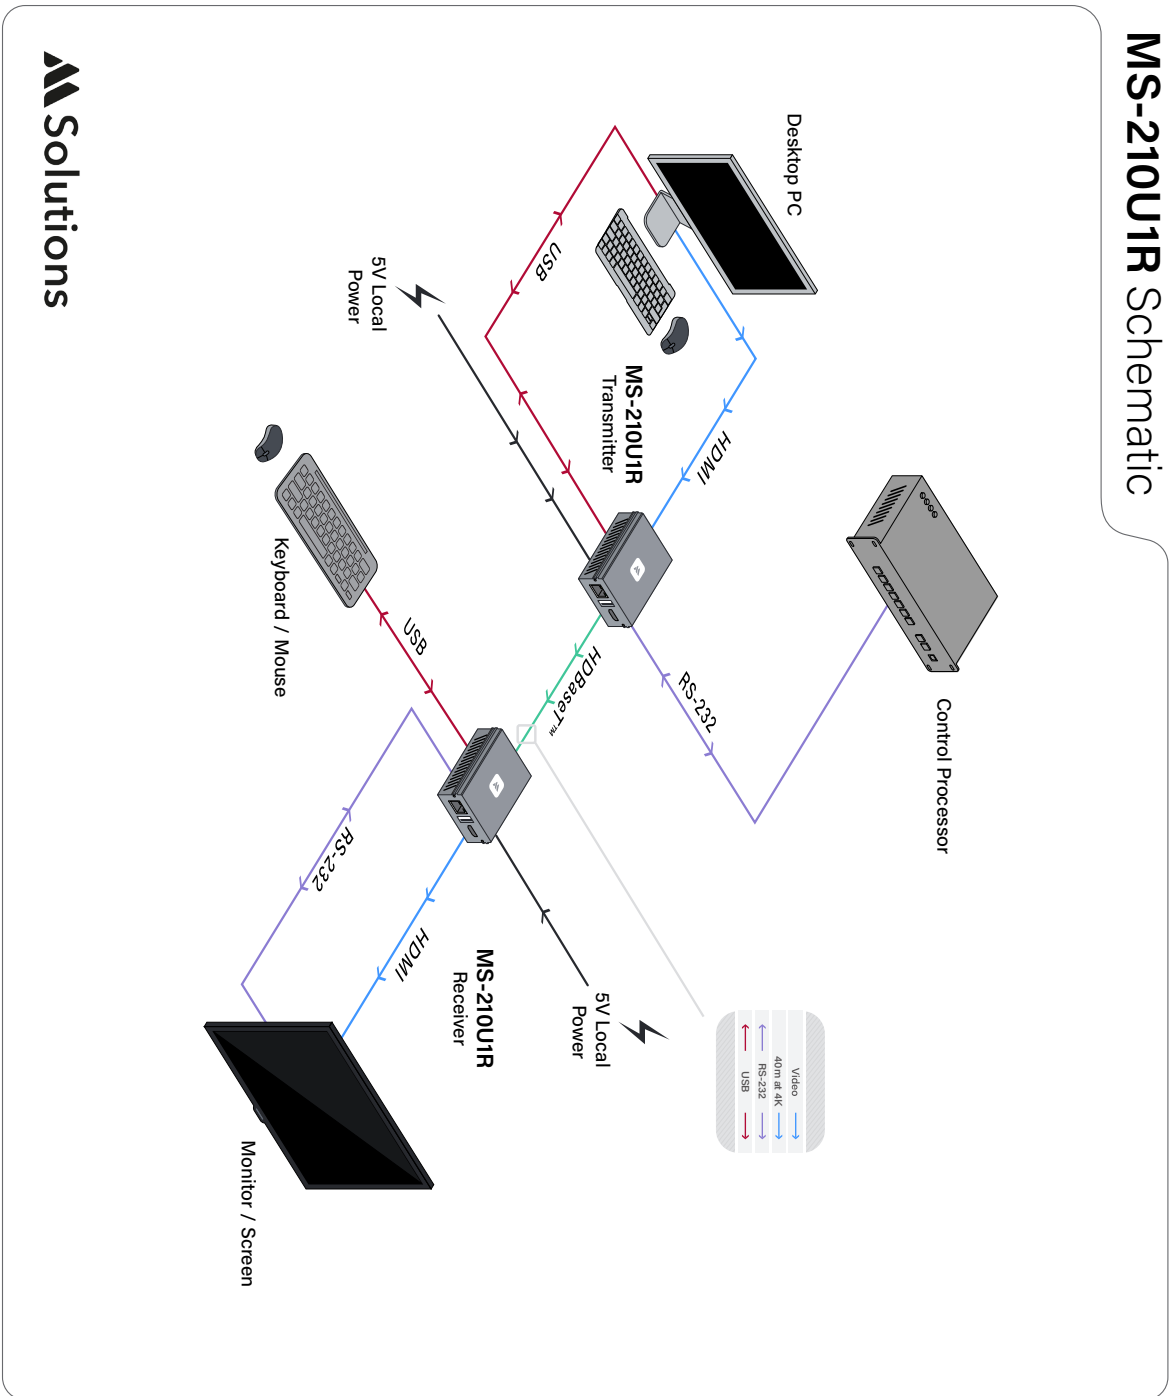 MS-210U1R Schematic
Desktop PC
Control Processor
HDMI
USB
MS-210U1R
Transmitter
RS-232
5V Local
Power
HDBaseT™
Video
40m at 4K
RS-232
USB
USB
Keyboard / Mouse
5V Local
Power
MS-210U1R
Receiver
RS-232
HDMI
Monitor / Screen
Solutions